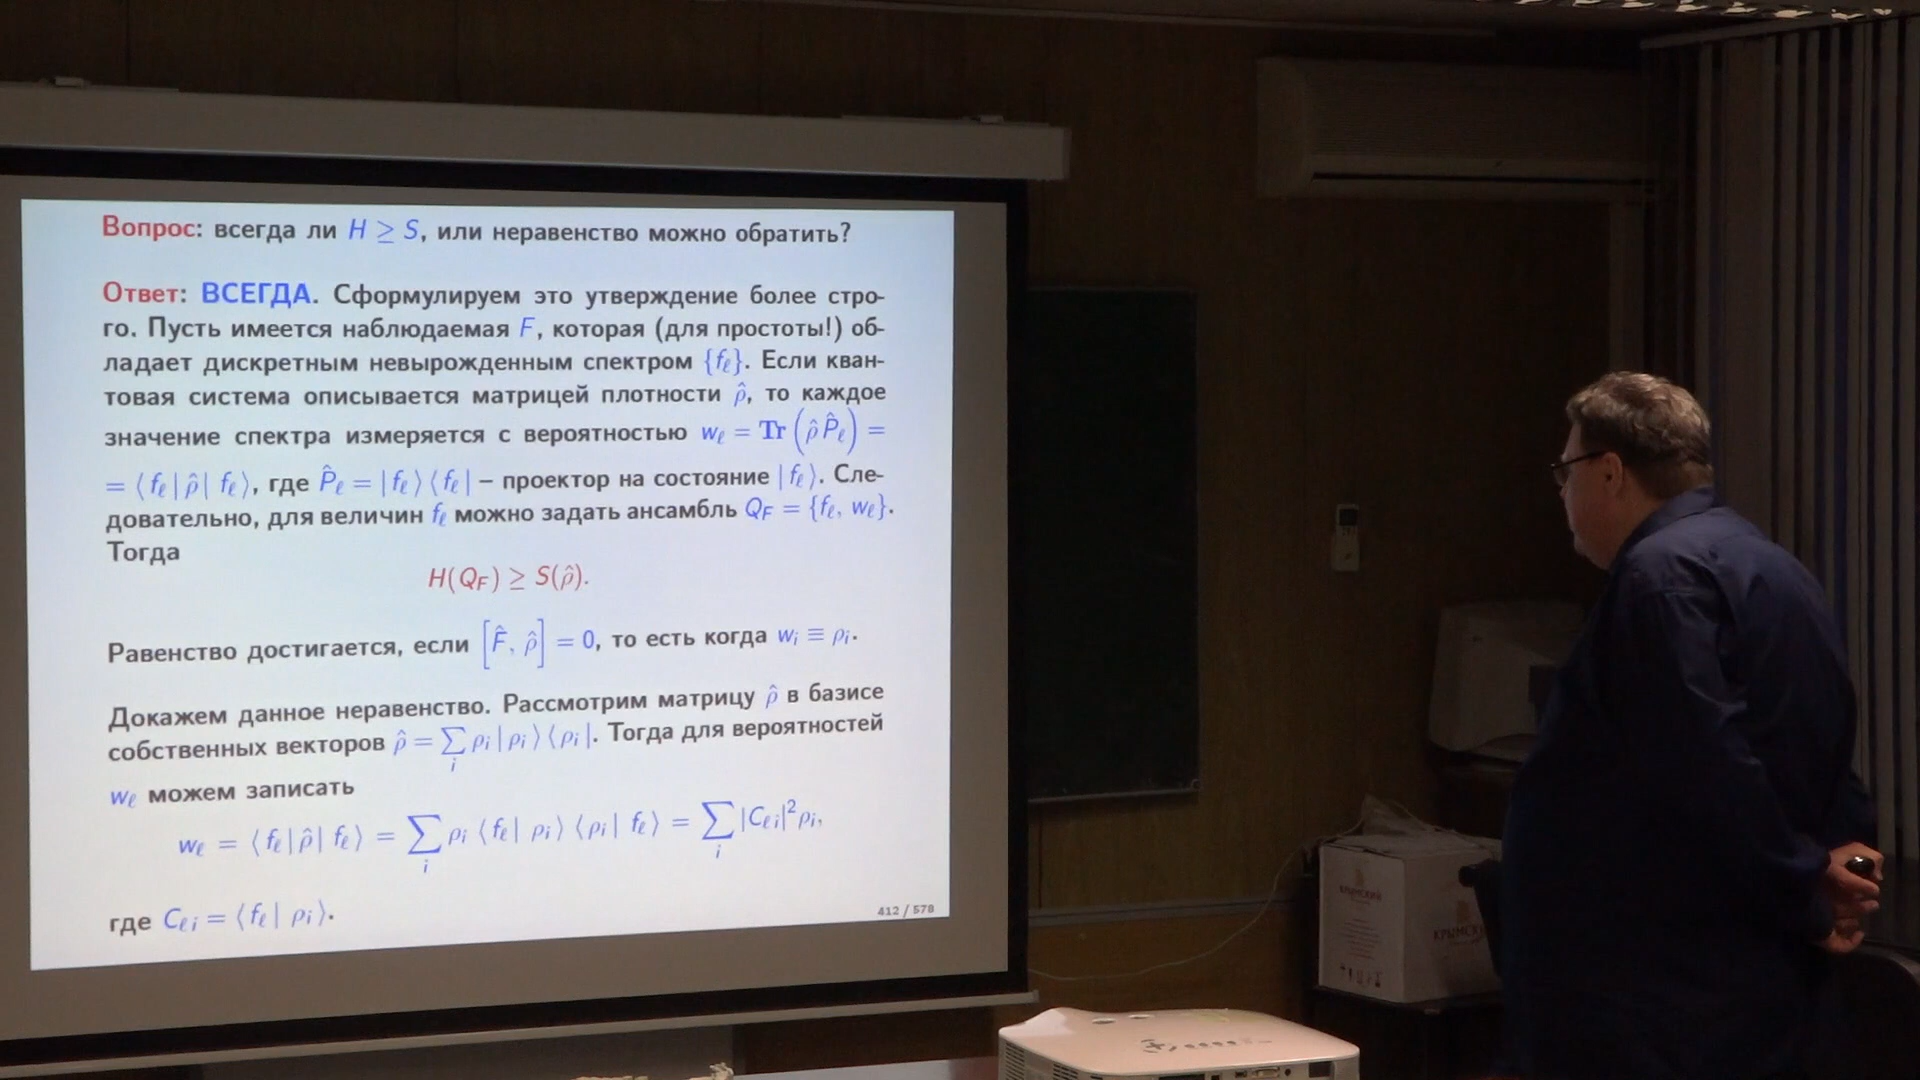 Вопрос: всегда ли H ≥ S, или неравенство можно обратить?
Ответ: ВСЕГДА. Сформулируем это утверждение более стро-
го. Пусть имеется наблюдаемая F, которая (для простоты!) об-
ладает дискретным невырожденным спектром {fℓ}. Если кван-
товая система описывается матрицей плотности ρ̂, то каждое
значение спектра измеряется с вероятностью wℓ = Tr (ρ̂ P̂ℓ) =
= ⟨ fℓ | ρ̂ | fℓ ⟩, где P̂ℓ = | fℓ ⟩ ⟨ fℓ | – проектор на состояние | fℓ ⟩. Сле-
довательно, для величин fℓ можно задать ансамбль QF = {fℓ, wℓ}.
Тогда
H(QF) ≥ S(ρ̂).
Равенство достигается, если [F̂, ρ̂] = 0, то есть когда wi ≡ ρi.
Докажем данное неравенство. Рассмотрим матрицу ρ̂ в базисе
собственных векторов ρ̂ = ∑i ρi | ρi ⟩ ⟨ ρi |. Тогда для вероятностей
wℓ можем записать
wℓ = ⟨ fℓ | ρ̂ | fℓ ⟩ = ∑i ρi ⟨ fℓ | ρi ⟩ ⟨ ρi | fℓ ⟩ = ∑i |Cℓi|² ρi,
где Cℓi = ⟨ fℓ | ρi ⟩.
412 / 578
КРЫМСКИЙ